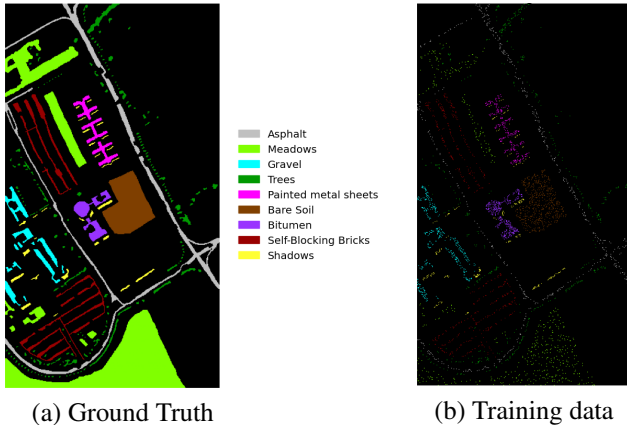 Asphalt
Meadows
Gravel
Trees
Painted metal sheets
Bare Soil
Bitumen
Self-Blocking Bricks
Shadows
(a) Ground Truth
(b) Training data